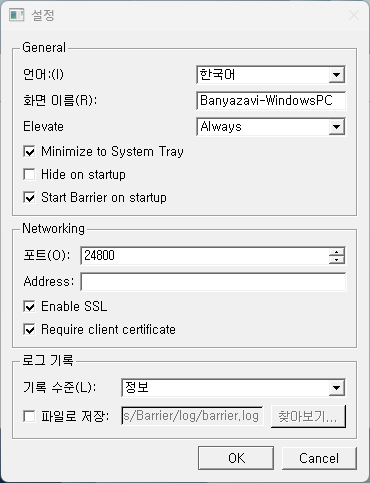 설정
General
언어:(I)
한국어
화면 이름(R):
Banyazavi-WindowsPC
Elevate
Always
Minimize to System Tray
Hide on startup
Start Barrier on startup
Networking
포트(O):
24800
Address:
Enable SSL
Require client certificate
로그 기록
기록 수준(L):
정보
파일로 저장:
s/Barrier/log/barrier.log
찾아보기...
OK
Cancel